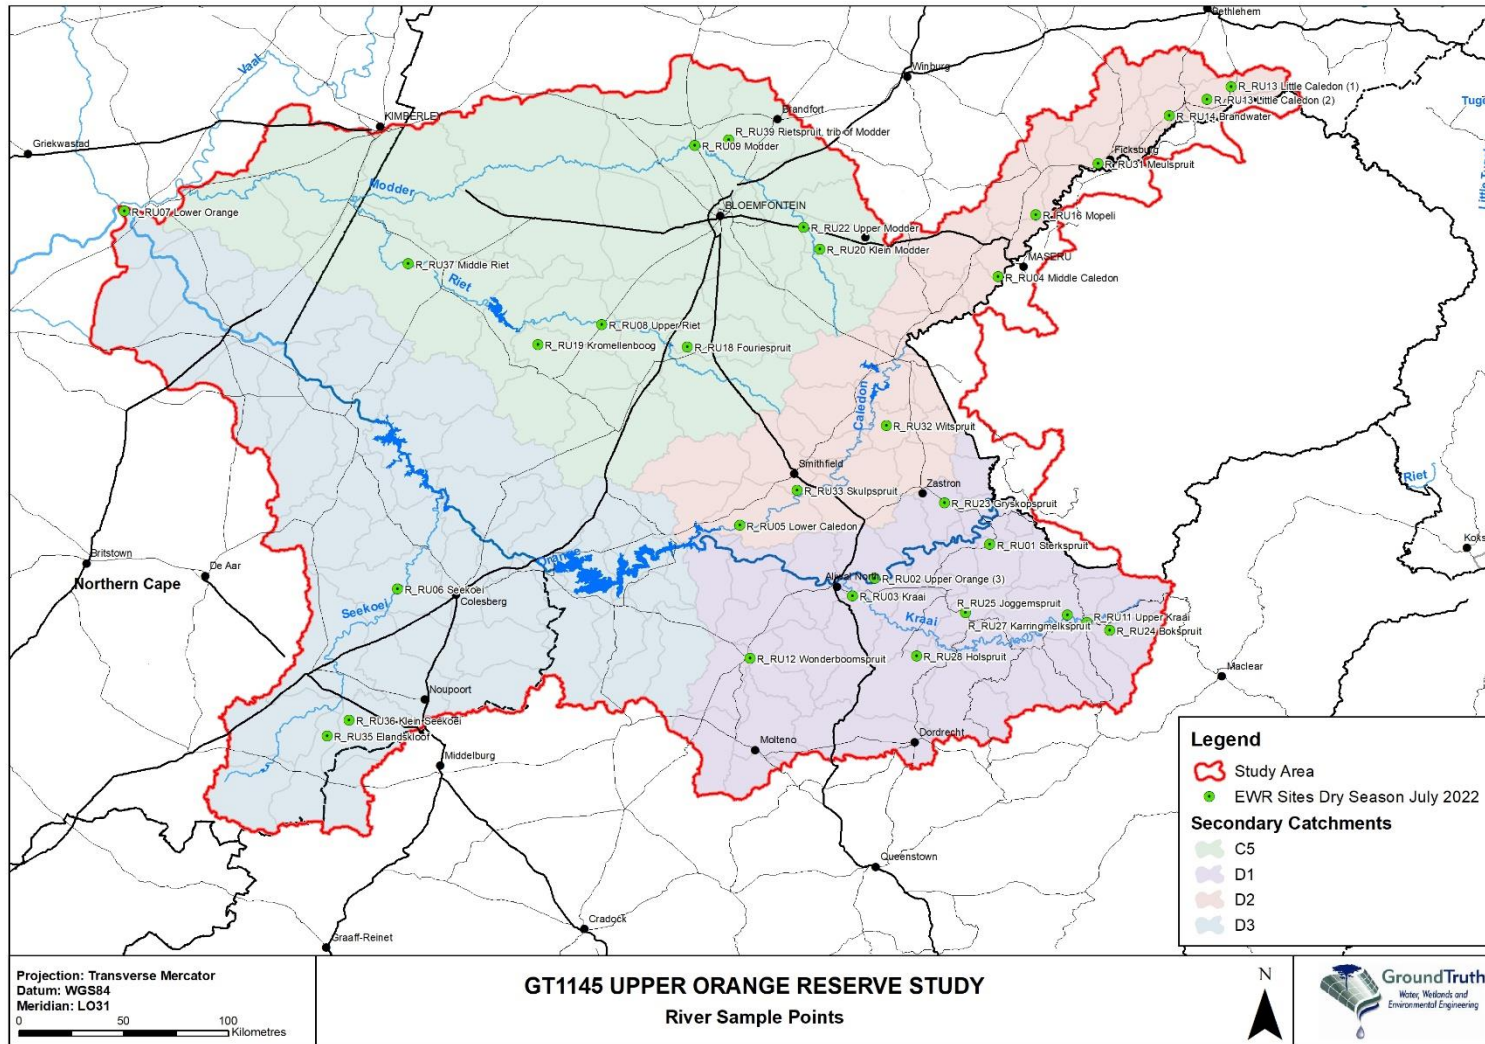 Bethlehem
Winburg
Vaal
R_RU13 Little Caledon (1)
R_RU13 Little Caledon (2)
R_RU14 Brandwater
KIMBERLEY
Brandfort
R_RU39 Rietspruit, trib of Modder
R_RU09 Modder
Griekwastad
Ficksburg
R_RU31 Meulspruit
Modder
R_RU07 Lower Orange
BLOEMFONTEIN
R_RU16 Mopeli
R_RU22 Upper Modder
R_RU20 Klein Modder
R_RU37 Middle Riet
MASERU
R_RU04 Middle Caledon
Riet
R_RU08 Upper Riet
R_RU19 Kromellenboog
R_RU18 Fouriespruit
Caledon
R_RU32 Witspruit
Smithfield
Riet
R_RU33 Skulpspruit
Zastron
R_RU23 Gryskopspruit
R_RU05 Lower Caledon
R_RU01 Sterkspruit
Britstown
De Aar
Northern Cape
Orange
Aliwal North
R_RU02 Upper Orange (3)
R_RU03 Kraai
R_RU06 Seekoei
Colesberg
Seekoei
Kraai
R_RU25 Joggemspruit
R_RU27 Karringmelkspruit
R_RU11 Upper Kraai
R_RU24 Bokspruit
R_RU12 Wonderboomspruit
R_RU28 Holspruit
Maclear
Noupoort
R_RU36 Klein Seekoei
R_RU35 Elandskloof
Middelburg
Molteno
Dordrecht
Queenstown
Cradock
Graaff-Reinet
Legend
Study Area
EWR Sites Dry Season July 2022
Secondary Catchments
C5
D1
D2
D3
Projection: Transverse Mercator
Datum: WGS84
Meridian: LO31
0 50 100
Kilometres
GT1145 UPPER ORANGE RESERVE STUDY
River Sample Points
N
GroundTruth
Water, Wetlands and
Environmental Engineering